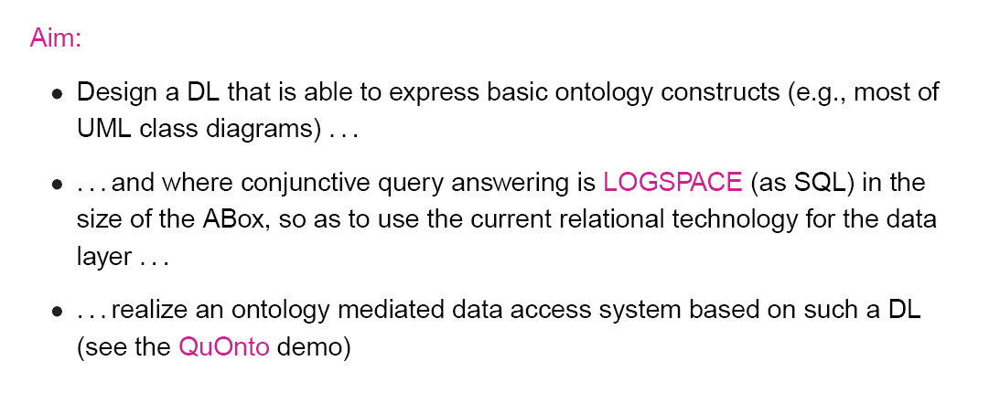 Aim:
• Design a DL that is able to express basic ontology constructs (e.g., most of
UML class diagrams) . . .
• . . . and where conjunctive query answering is LOGSPACE (as SQL) in the
size of the ABox, so as to use the current relational technology for the data
layer . . .
• . . . realize an ontology mediated data access system based on such a DL
(see the QuOnto demo)